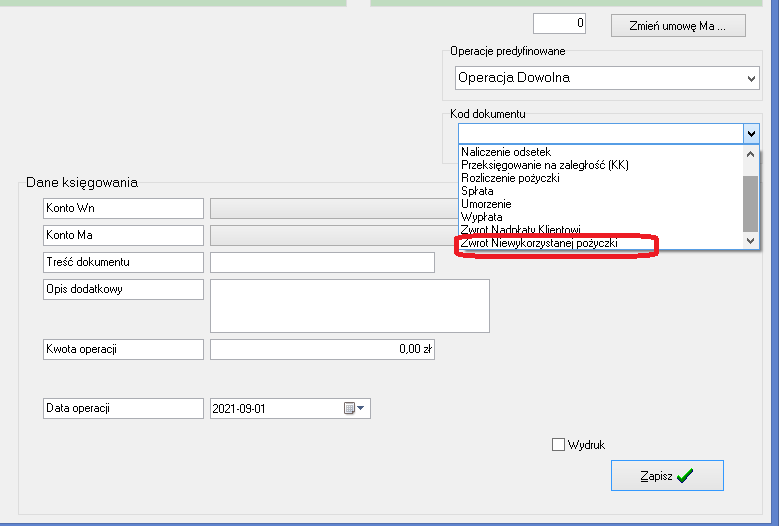 0
Zmień umowę Ma ...
Operacje predyfinowane
Operacja Dowolna
Kod dokumentu
Naliczenie odsetek
Przeksięgowanie na zaległość (KK)
Rozliczenie pożyczki
Spłata
Umorzenie
Wypłata
Zwrot Nadpłaty Klientowi
Zwrot Niewykorzystanej pożyczki
Dane księgowania
Konto Wn
Konto Ma
Treść dokumentu
Opis dodatkowy
Kwota operacji
0,00 zł
Data operacji
2021-09-01
Wydruk
Zapisz